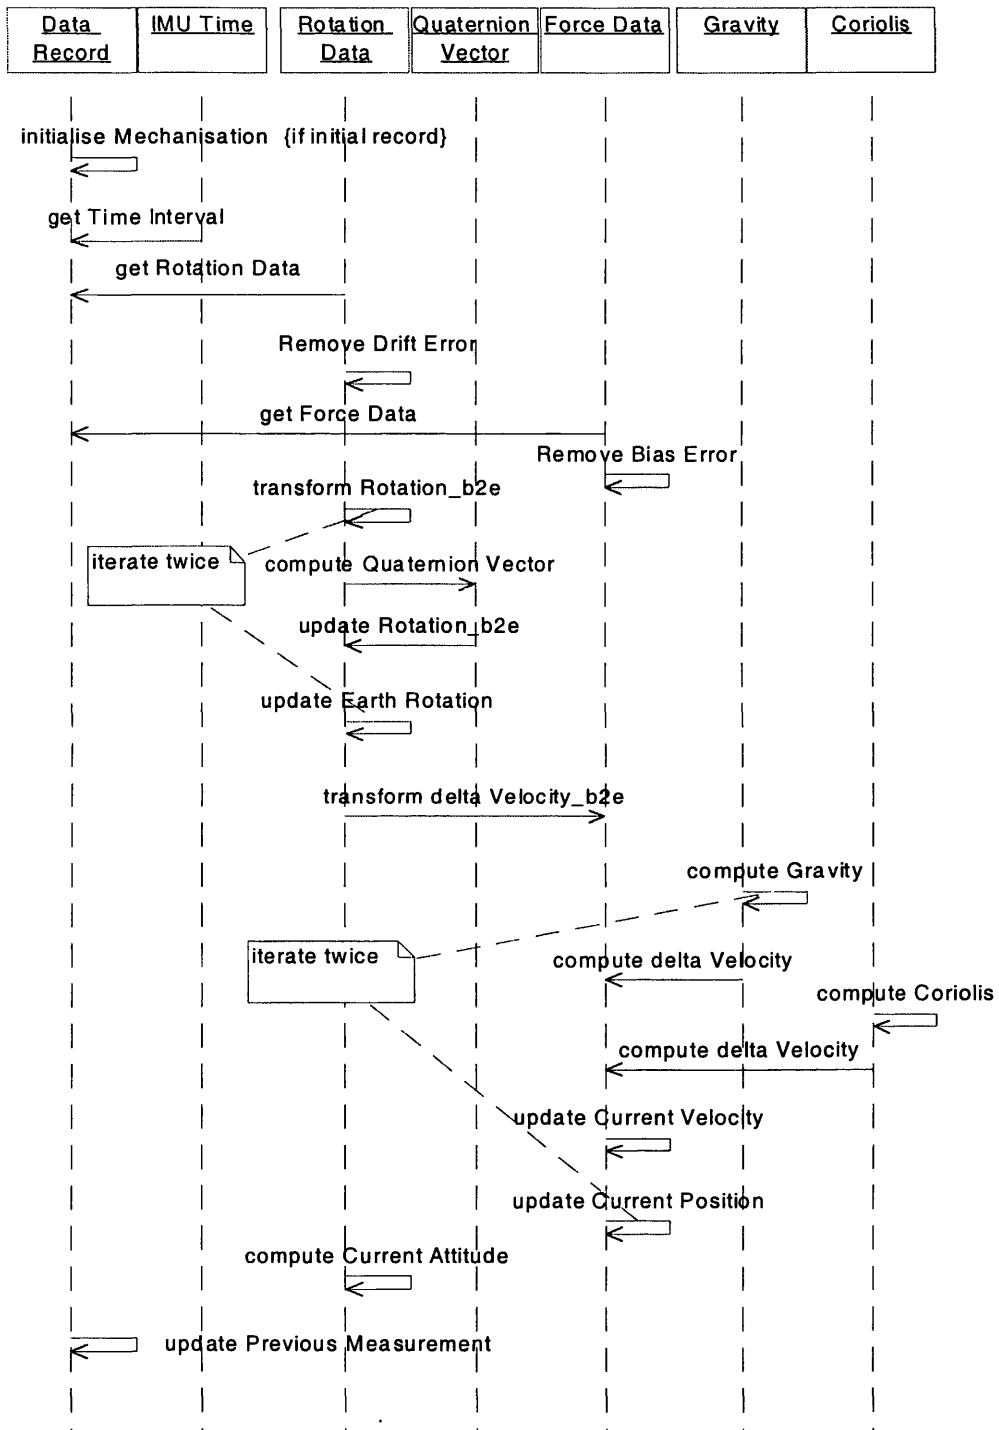 Data
Record
IMU Time
Rotation
Data
Quaternion
Vector
Force Data
Gravity
Coriolis
initialise Mechanisation {if initial record}
get Time Interval
get Rotation Data
Remove Drift Error
get Force Data
Remove Bias Error
transform Rotation_b2e
iterate twice
compute Quaternion Vector
update Rotation_b2e
update Earth Rotation
transform delta Velocity_b2e
compute Gravity
iterate twice
compute delta Velocity
compute Coriolis
compute delta Velocity
update Current Velocity
update Current Position
compute Current Attitude
update Previous Measurement